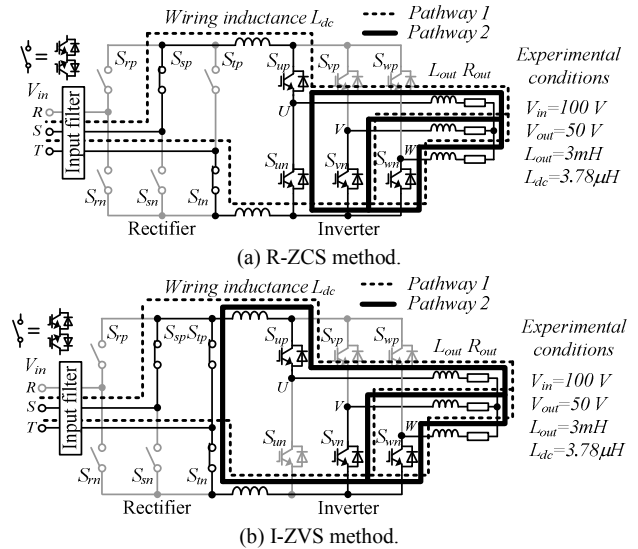 Wiring inductance Ldc
Pathway 1
Pathway 2
Srp
Ssp
Stp
Sup
Svp
Swp
Lout Rout
Experimental
conditions
Vin=100 V
Vout=50 V
Lout=3mH
Ldc=3.78μH
Vin
R
S
T
Input filter
U
V
W
Sun
Svn
Swn
Srn
Ssn
Stn
Rectifier
Inverter
(a) R-ZCS method.
Wiring inductance Ldc
Pathway 1
Pathway 2
Srp
Ssp
Stp
Sup
Svp
Swp
Lout Rout
Experimental
conditions
Vin=100 V
Vout=50 V
Lout=3mH
Ldc=3.78μH
Vin
R
S
T
Input filter
U
V
W
Sun
Svn
Swn
Srn
Ssn
Stn
Rectifier
Inverter
(b) I-ZVS method.